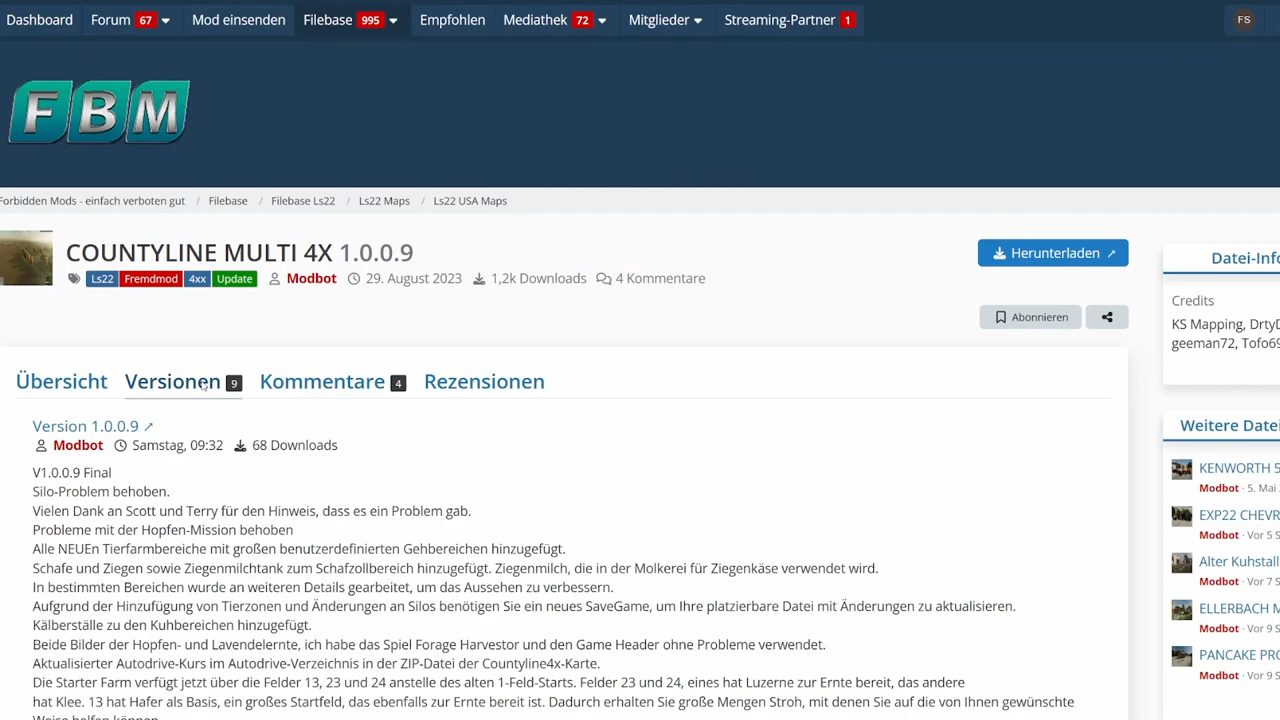 Dashboard Forum 67 Mod einsenden Filebase 995 Empfohlen Mediathek 72 Mitglieder Streaming-Partner 1 FS
FBM
Forbidden Mods - einfach verboten gut / Filebase / Filebase Ls22 / Ls22 Maps / Ls22 USA Maps
COUNTYLINE MULTI 4X 1.0.0.9
Ls22 Fremdmod 4xx Update Modbot 29. August 2023 1,2k Downloads 4 Kommentare
Herunterladen
Abonnieren
Übersicht Versionen 9 Kommentare 4 Rezensionen
Version 1.0.0.9
Modbot Samstag, 09:32 68 Downloads
V1.0.0.9 Final
Silo-Problem behoben.
Vielen Dank an Scott und Terry für den Hinweis, dass es ein Problem gab.
Probleme mit der Hopfen-Mission behoben
Alle NEUEn Tierfarmbereiche mit großen benutzerdefinierten Gehbereichen hinzugefügt.
Schafe und Ziegen sowie Ziegenmilchtank zum Schafzollbereich hinzugefügt. Ziegenmilch, die in der Molkerei für Ziegenkäse verwendet wird.
In bestimmten Bereichen wurde an weiteren Details gearbeitet, um das Aussehen zu verbessern.
Aufgrund der Hinzufügung von Tierzonen und Änderungen an Silos benötigen Sie ein neues SaveGame, um Ihre platzierbare Datei mit Änderungen zu aktualisieren.
Kälberställe zu den Kuhbereichen hinzugefügt.
Beide Bilder der Hopfen- und Lavendelernte, ich habe das Spiel Forage Harvestor und den Game Header ohne Probleme verwendet.
Aktualisierter Autodrive-Kurs im Autodrive-Verzeichnis in der ZIP-Datei der Countyline4x-Karte.
Die Starter Farm verfügt jetzt über die Felder 13, 23 und 24 anstelle des alten 1-Feld-Starts. Felder 23 und 24, eines hat Luzerne zur Ernte bereit, das andere
hat Klee. 13 hat Hafer als Basis, ein großes Startfeld, das ebenfalls zur Ernte bereit ist. Dadurch erhalten Sie große Mengen Stroh, mit denen Sie auf die von Ihnen gewünschte
Weise helfen können.
Datei-Info
Credits
KS Mapping, DrtyD
geeman72, Tofo69
Weitere Datei
KENWORTH 5
Modbot · 5. Mai
EXP22 CHEVR
Modbot · Vor 5 S
Alter Kuhstall
Modbot · Vor 7 S
ELLERBACH M
Modbot · Vor 9 S
PANCAKE PRO
Modbot · Vor 9 S